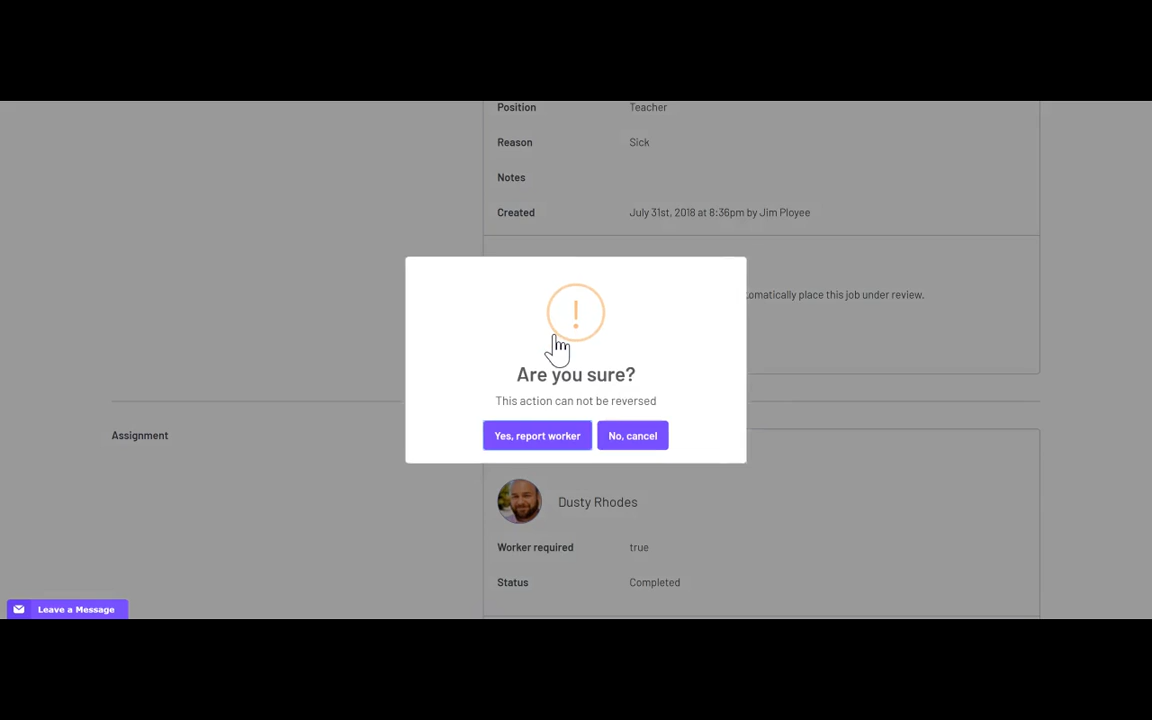 Position Teacher
Reason Sick
Notes
Created July 31st, 2018 at 8:36pm by Jim Ployee
omatically place this job under review.
!
Are you sure?
This action can not be reversed
Yes, report worker No, cancel
Assignment
Dusty Rhodes
Worker required true
Status Completed
Leave a Message